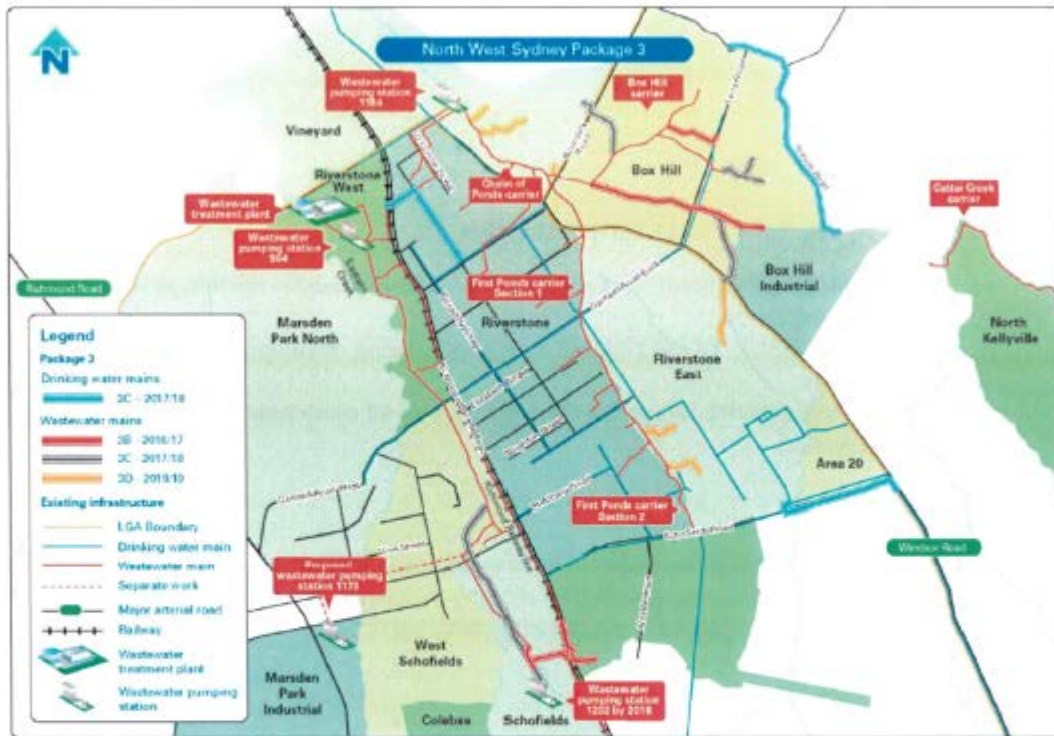 N
North West Sydney Package 3
Wastewater
pumping station
Vineyard
Box Hill
carrier
Riverstone
West
Box Hill
Chain of
Ponds carrier
Wastewater
treatment plant
Wastewater
pumping station
Cattai Creek
carrier
Eastern
Creek
Richmond Road
First Ponds carrier
Section 1
Box Hill
Industrial
North
Kellyville
Riverstone
Marsden
Park North
Riverstone
East
Area 20
First Ponds carrier
Section 2
Windsor Road
Proposed
wastewater pumping
West
Schofields
Marsden
Park
Industrial
Colebee
Schofields
Wastewater
pumping station
1202 by 2018
Legend
Package 3
Drinking water mains
3C - 2017/18
Wastewater mains
3B - 2016/17
3C - 2017/18
3D - 2018/19
Existing infrastructure
LGA Boundary
Drinking water main
Wastewater main
Separate work
Major arterial road
Railway
Wastewater
treatment plant
Wastewater pumping
station